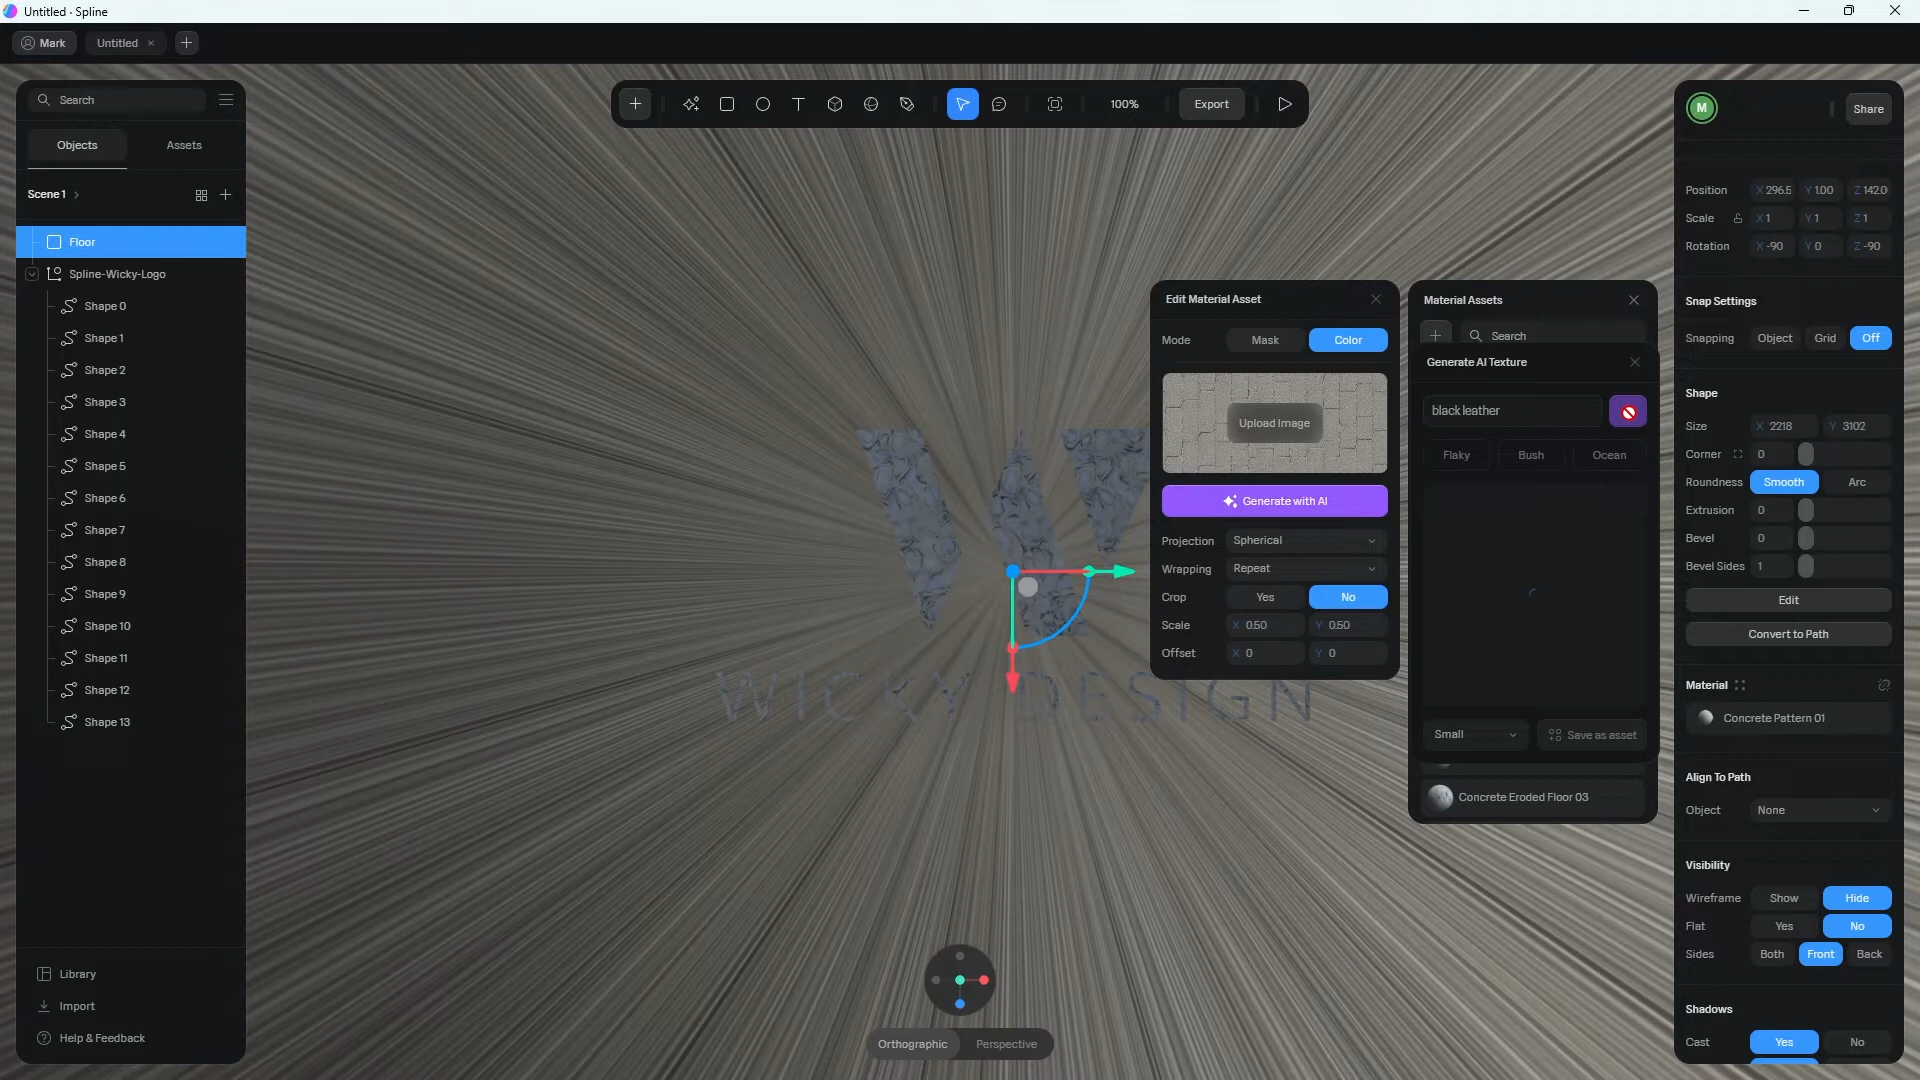 Untitled - Spline
Mark
Untitled
Search
Objects
Assets
Scene 1
Floor
Spline-Wicky-Logo
Shape 0
Shape 1
Shape 2
Shape 3
Shape 4
Shape 5
Shape 6
Shape 7
Shape 8
Shape 9
Shape 10
Shape 11
Shape 12
Shape 13
Library
Import
Help & Feedback
100%
Export
WICKY DESIGN
Orthographic
Perspective
Edit Material Asset
Mode
Mask
Color
Upload Image
Generate with AI
Projection
Spherical
Wrapping
Repeat
Crop
Yes
No
Scale
X 0.50
Y 0.50
Offset
X 0
Y 0
Material Assets
Search
Generate AI Texture
black leather
Flaky
Bush
Ocean
Small
Save as asset
Concrete Eroded Floor 03
M
Share
Position
X 296.5
Y 1.00
Z 142.0
Scale
X 1
Y 1
Z 1
Rotation
X -90
Y 0
Z -90
Snap Settings
Snapping
Object
Grid
Off
Shape
Size
X 2218
Y 3102
Corner
0
Roundness
Smooth
Arc
Extrusion
0
Bevel
0
Bevel Sides
1
Edit
Convert to Path
Material
Concrete Pattern 01
Align To Path
Object
None
Visibility
Wireframe
Show
Hide
Flat
Yes
No
Sides
Both
Front
Back
Shadows
Cast
Yes
No